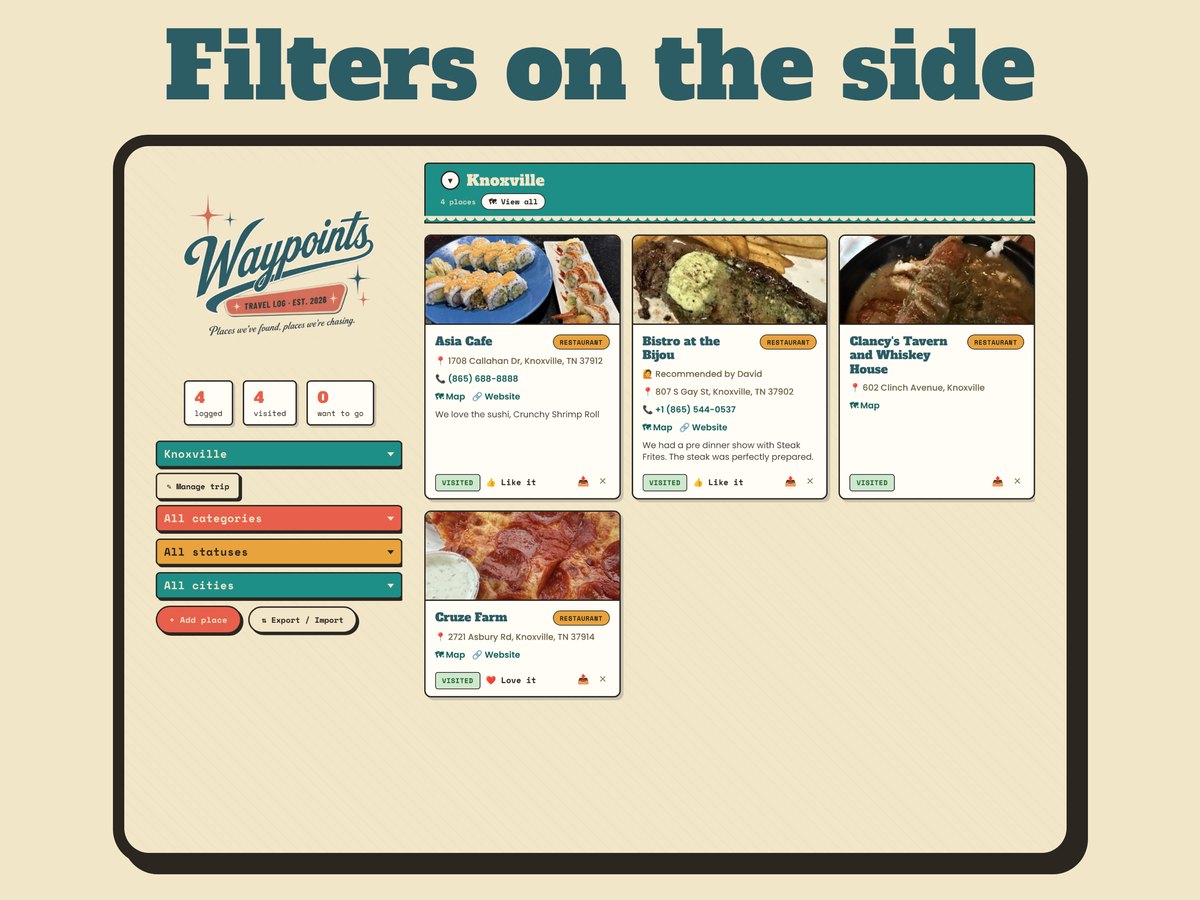 Filters on the side
Waypoints
TRAVEL LOG · EST. 2026
Places we've found, places we're chasing.
4
logged
4
visited
0
want to go
Knoxville
✎ Manage trip
All categories
All statuses
All cities
+ Add place
⇅ Export / Import
Knoxville
4 places
View all
Asia Cafe
RESTAURANT
1708 Callahan Dr, Knoxville, TN 37912
(865) 688-8888
Map Website
We love the sushi, Crunchy Shrimp Roll
VISITED
Like it
×
Bistro at the
Bijou
RESTAURANT
Recommended by David
807 S Gay St, Knoxville, TN 37902
+1 (865) 544-0537
Map Website
We had a pre dinner show with Steak
Frites. The steak was perfectly prepared.
VISITED
Like it
×
Clancy's Tavern
and Whiskey
House
RESTAURANT
602 Clinch Avenue, Knoxville
Map
VISITED
×
Cruze Farm
RESTAURANT
2721 Asbury Rd, Knoxville, TN 37914
Map Website
VISITED
Love it
×